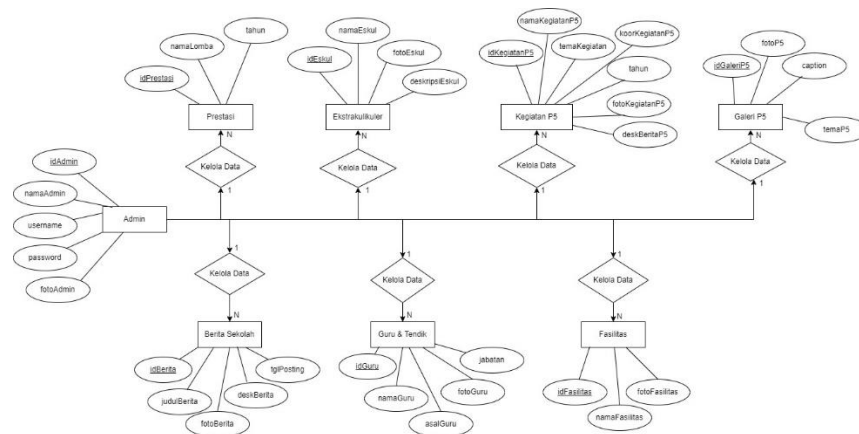 tahun
namaLomba
idPrestasi
Prestasi
N
Kelola Data
1
namaEskul
idEskul
fotoEskul
deskripsiEskul
Ekstrakulikuler
N
Kelola Data
1
namaKegiatanP5
koorKegiatanP5
idKegiatanP5
temaKegiatan
tahun
fotoKegiatanP5
deskBeritaP5
Kegiatan P5
N
Kelola Data
1
fotoP5
idGaleriP5
caption
temaP5
Galeri P5
N
Kelola Data
1
idAdmin
namaAdmin
username
password
fotoAdmin
Admin
1
Kelola Data
N
Berita Sekolah
idBerita
tglPosting
judulBerita
deskBerita
fotoBerita
1
Kelola Data
N
Guru & Tendik
idGuru
jabatan
namaGuru
fotoGuru
asalGuru
1
Kelola Data
N
Fasilitas
idFasilitas
fotoFasilitas
namaFasilitas